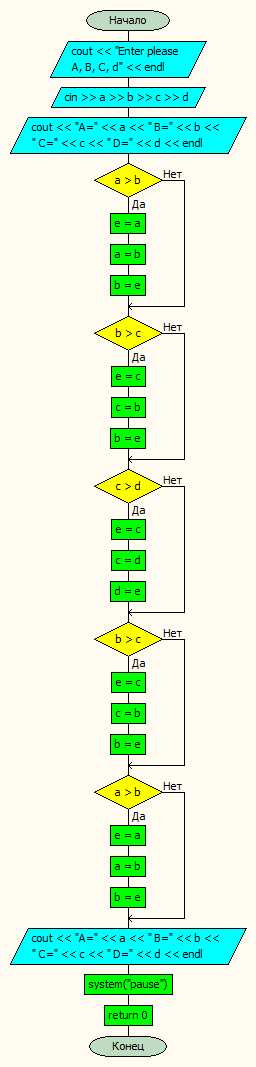 Начало
cout << "Enter please
A, B, C, d" << endl
cin >> a >> b >> c >> d
cout << "A=" << a << "B=" << b <<
"C=" << c << "D=" << d << endl
a > b
Нет
Да
e = a
a = b
b = e
b > c
Нет
Да
e = c
c = b
b = e
c > d
Нет
Да
e = c
c = d
d = e
b > c
Нет
Да
e = c
c = b
b = e
a > b
Нет
Да
e = a
a = b
b = e
cout << "A=" << a << "B=" << b <<
"C=" << c << "D=" << d << endl
system("pause")
return 0
Конец